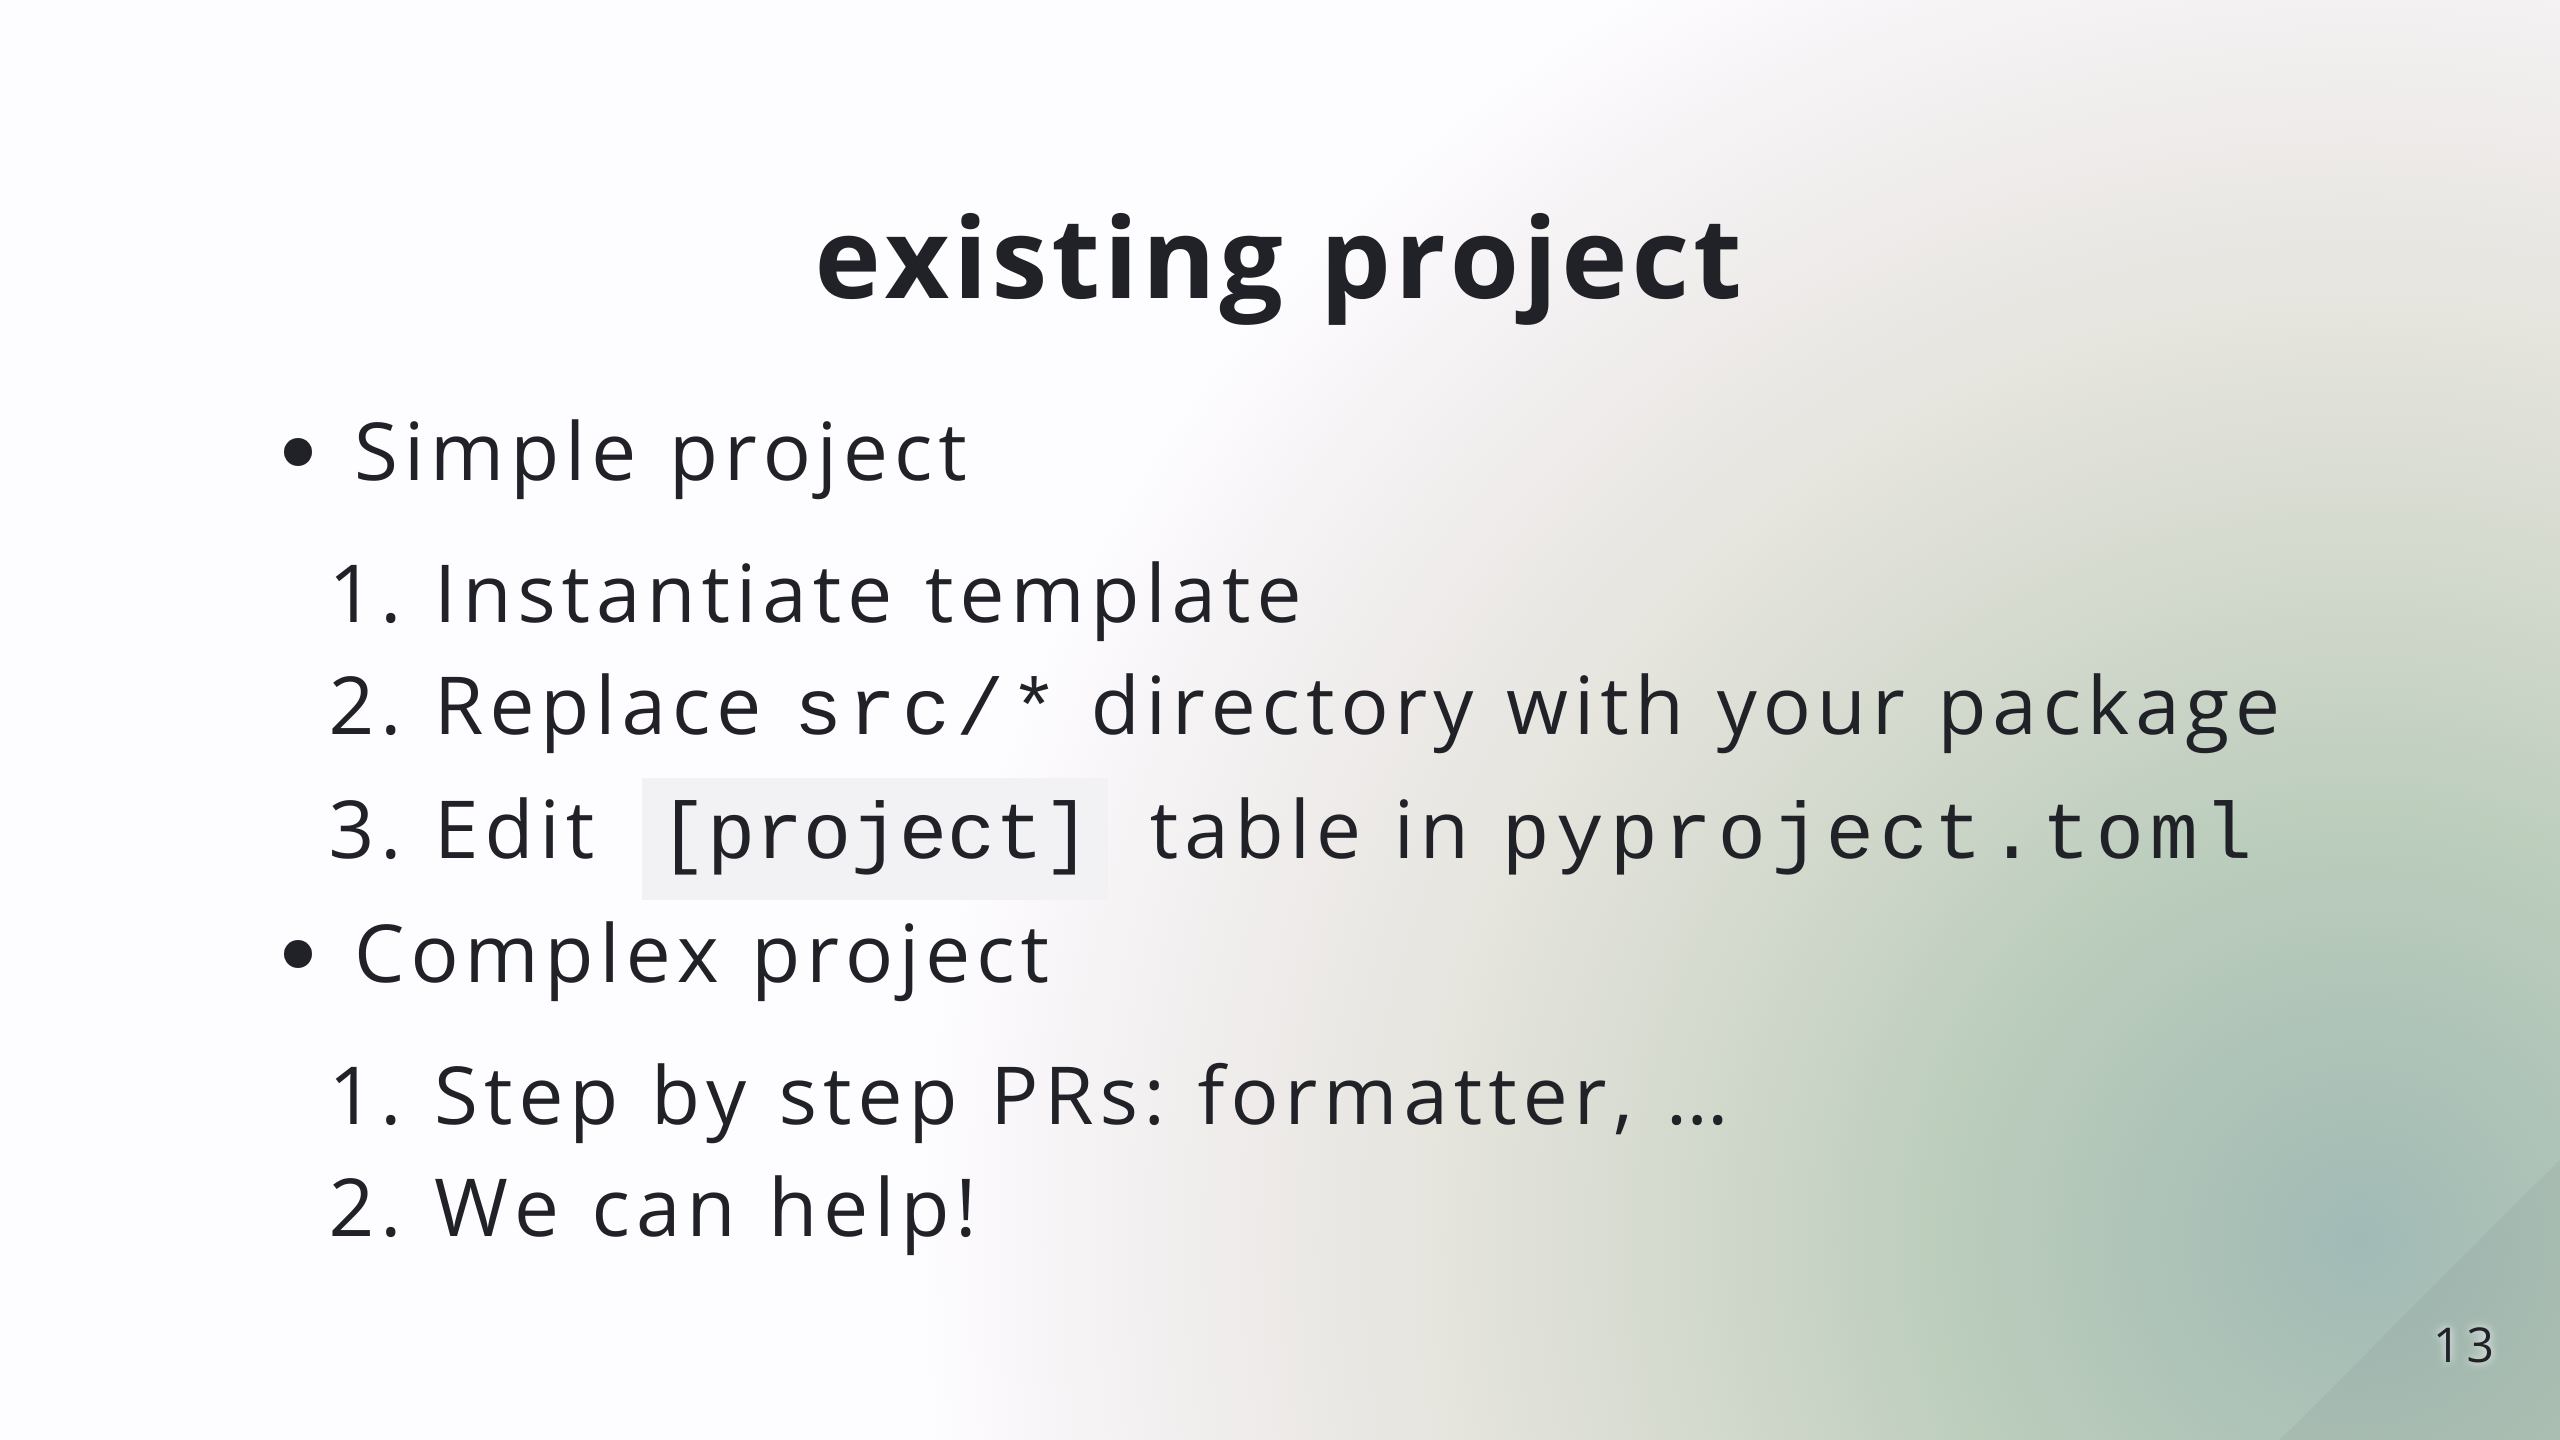 existing project
• Simple project
1. Instantiate template
2. Replace src/* directory with your package
3. Edit [project] table in pyproject.toml
• Complex project
1. Step by step PRs: formatter, …
2. We can help!
13